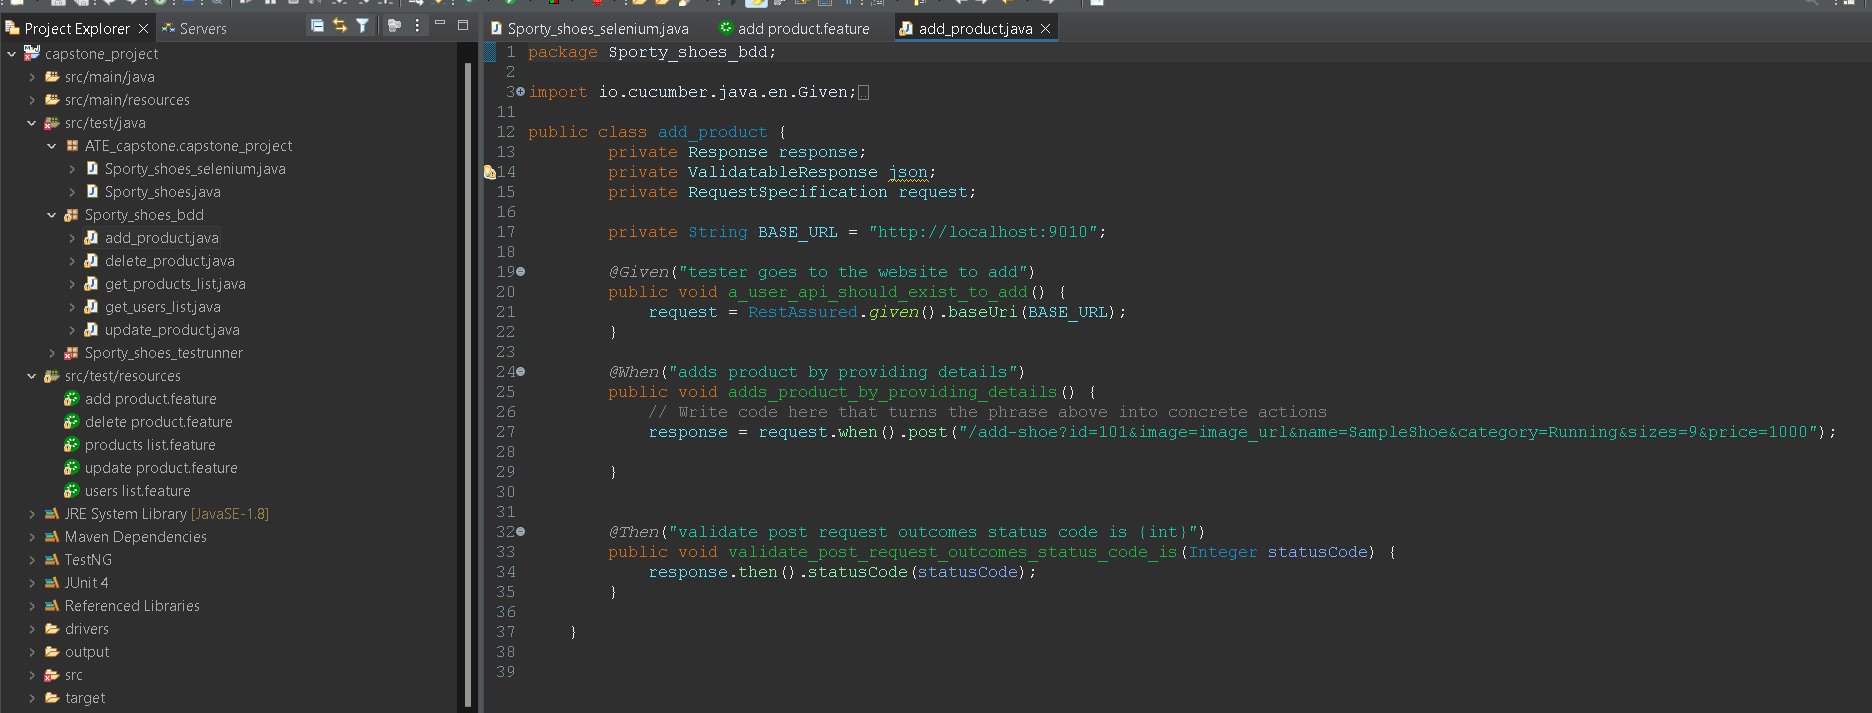 Project Explorer
Servers
capstone_project
src/main/java
src/main/resources
src/test/java
ATE_capstone.capstone_project
Sporty_shoes_selenium.java
Sporty_shoes.java
Sporty_shoes_bdd
add_product.java
delete_product.java
get_products_list.java
get_users_list.java
update_product.java
Sporty_shoes_testrunner
src/test/resources
add product.feature
delete product.feature
products list.feature
update product.feature
users list.feature
JRE System Library [JavaSE-1.8]
Maven Dependencies
TestNG
JUnit 4
Referenced Libraries
drivers
output
src
target
Sporty_shoes_selenium.java
add product.feature
add_product.java
1 package Sporty_shoes_bdd;
2
3 import io.cucumber.java.en.Given;
11
12 public class add_product {
13 private Response response;
14 private ValidatableResponse json;
15 private RequestSpecification request;
16
17 private String BASE_URL = "http://localhost:9010";
18
19 @Given("tester goes to the website to add")
20 public void a_user_api_should_exist_to_add() {
21 request = RestAssured.given().baseUri(BASE_URL);
22 }
23
24 @When("adds product by providing details")
25 public void adds_product_by_providing_details() {
26 // Write code here that turns the phrase above into concrete actions
27 response = request.when().post("/add-shoe?id=101&image=image_url&name=SampleShoe&category=Running&sizes=9&price=1000");
28
29 }
30
31
32 @Then("validate post request outcomes status code is {int}")
33 public void validate_post_request_outcomes_status_code_is(Integer statusCode) {
34 response.then().statusCode(statusCode);
35 }
36
37 }
38
39